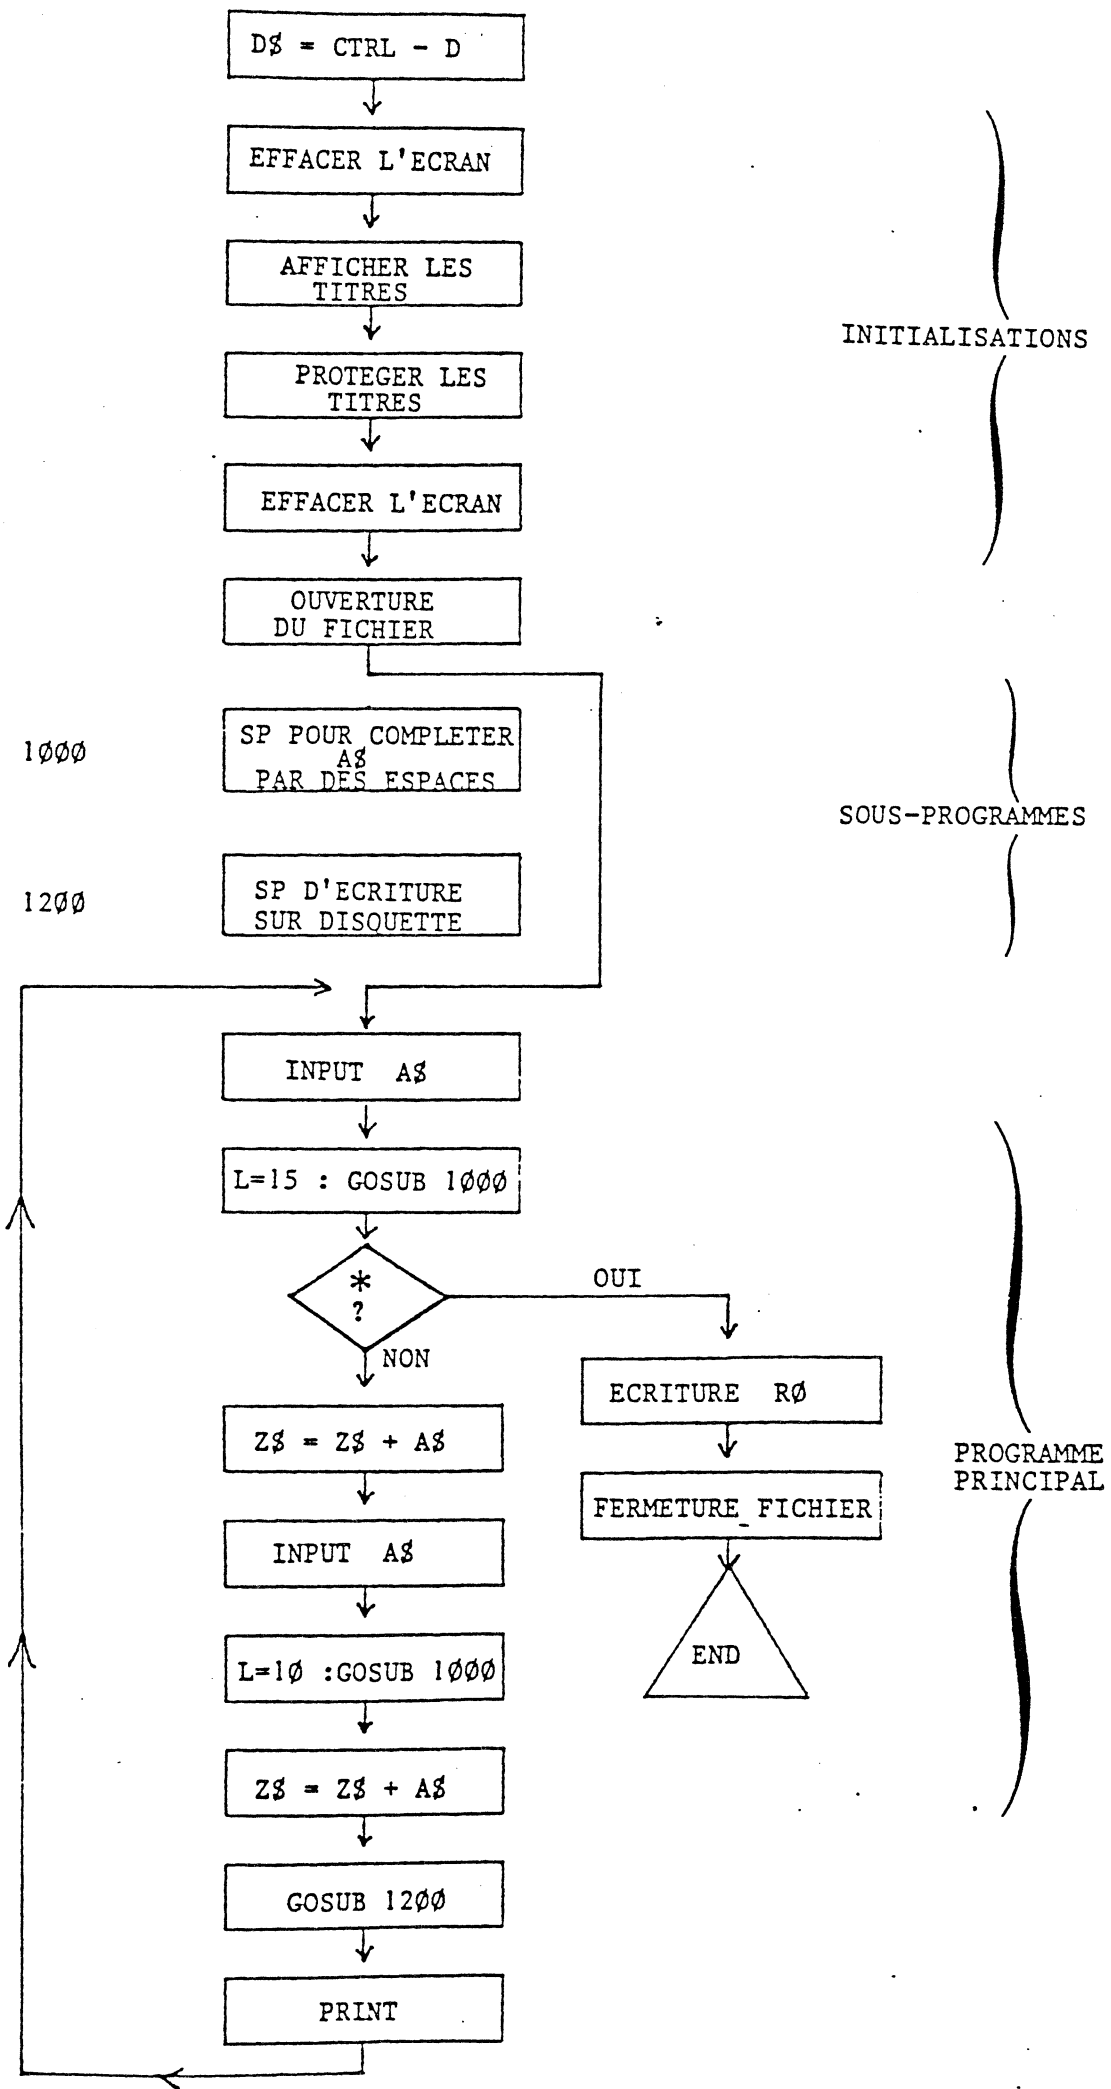 D$ = CTRL - D
EFFACER L'ECRAN
AFFICHER LES
TITRES
INITIALISATIONS
PROTEGER LES
TITRES
EFFACER L'ECRAN
OUVERTURE
DU FICHIER
1ØØØ
SP POUR COMPLETER
A$
PAR DES ESPACES
SOUS-PROGRAMMES
12ØØ
SP D'ECRITURE
SUR DISQUETTE
INPUT A$
L=15 : GOSUB 1ØØØ
*
?
OUI
NON
ECRITURE RØ
Z$ = Z$ + A$
PROGRAMME
PRINCIPAL
FERMETURE_FICHIER
INPUT A$
END
L=1Ø :GOSUB 1ØØØ
Z$ = Z$ + A$
GOSUB 12ØØ
PRINT